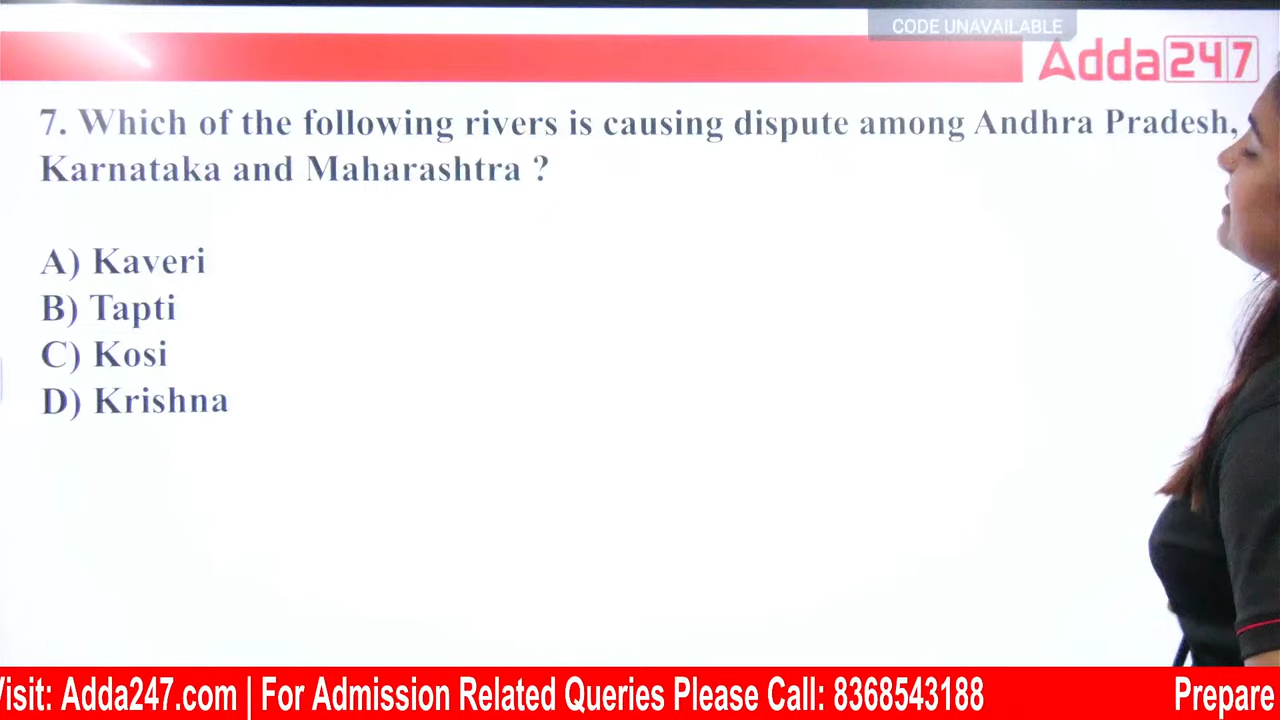 CODE UNAVAILABLE
Adda247
7. Which of the following rivers is causing dispute among Andhra Pradesh,
Karnataka and Maharashtra ?
A) Kaveri
B) Tapti
C) Kosi
D) Krishna
Visit: Adda247.com | For Admission Related Queries Please Call: 8368543188 Prepare